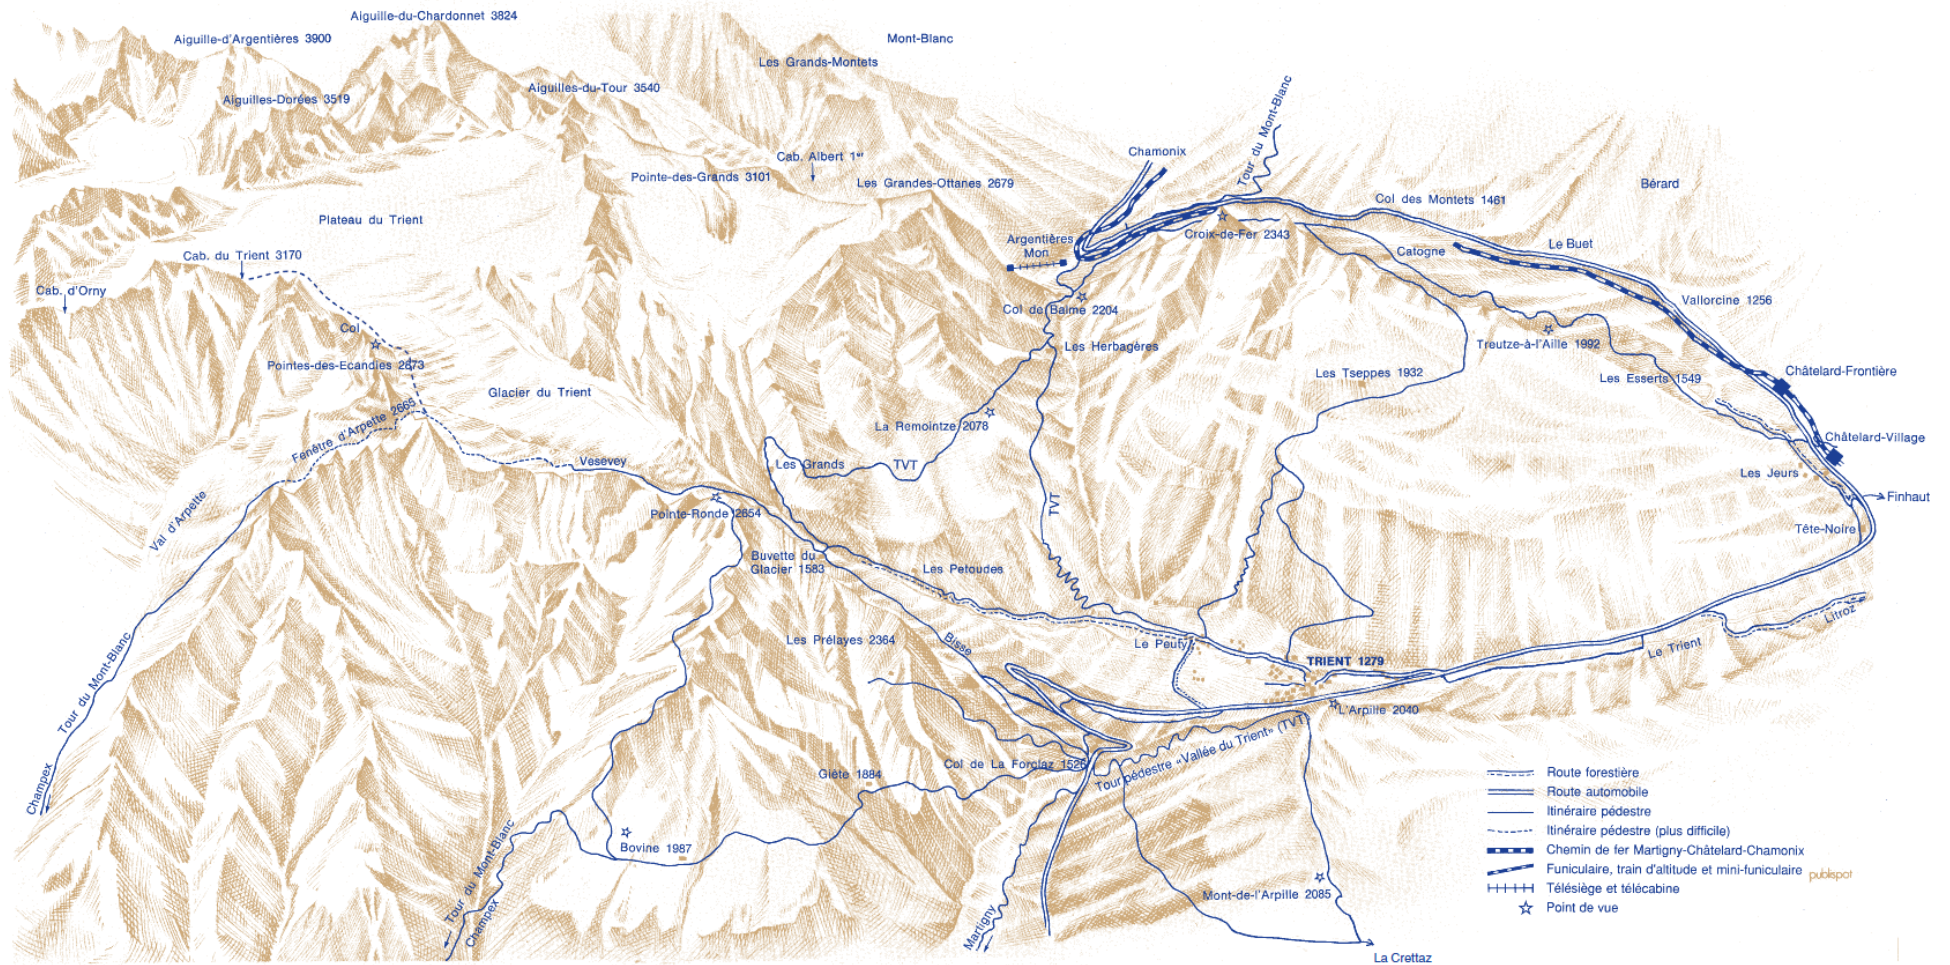 Aiguille-du-Chardonnet 3824
Aiguille-d'Argentières 3900
Mont-Blanc
Les Grands-Montets
Aiguilles-du-Tour 3540
Aiguilles-Dorées 3519
Tour du Mont-Blanc
Chamonix
Cab. Albert 1er
Pointe-des-Grands 3101
Les Grandes-Ottanes 2679
Bérard
Col des Montets 1461
Plateau du Trient
Croix-de-Fer 2343
Argentières
Mon
Le Buet
Catogne
Cab. du Trient 3170
Cab. d'Orny
Vallorcine 1256
Col de Balme 2204
Col
Les Herbagères
Treutze-à-l'Aille 1992
Pointes-des-Ecandies 2873
Les Tseppes 1932
Les Esserts 1549
Châtelard-Frontière
Glacier du Trient
Fenêtre d'Arpette 2665
La Remointze 2078
Châtelard-Village
Vesevey
Les Grands
TVT
Les Jeurs
Finhaut
TVT
Pointe-Ronde 2654
Val d'Arpette
Tête-Noire
Buvette du
Glacier 1583
Les Petoudes
Litroz
Les Prélayes 2364
Bisse
Le Peuty
Le Trient
TRIENT 1279
Tour du Mont-Blanc
L'Arpille 2040
Col de La Forclaz 1526
Tour pédestre «Vallée du Trient» (TVT)
Giète 1884
Champex
Route forestière
Route automobile
Itinéraire pédestre
Itinéraire pédestre (plus difficile)
Chemin de fer Martigny-Châtelard-Chamonix
Funiculaire, train d'altitude et mini-funiculaire
publispot
Télésiège et télécabine
Point de vue
Bovine 1987
Tour du Mont-Blanc
Champex
Martigny
Mont-de-l'Arpille 2085
La Crettaz